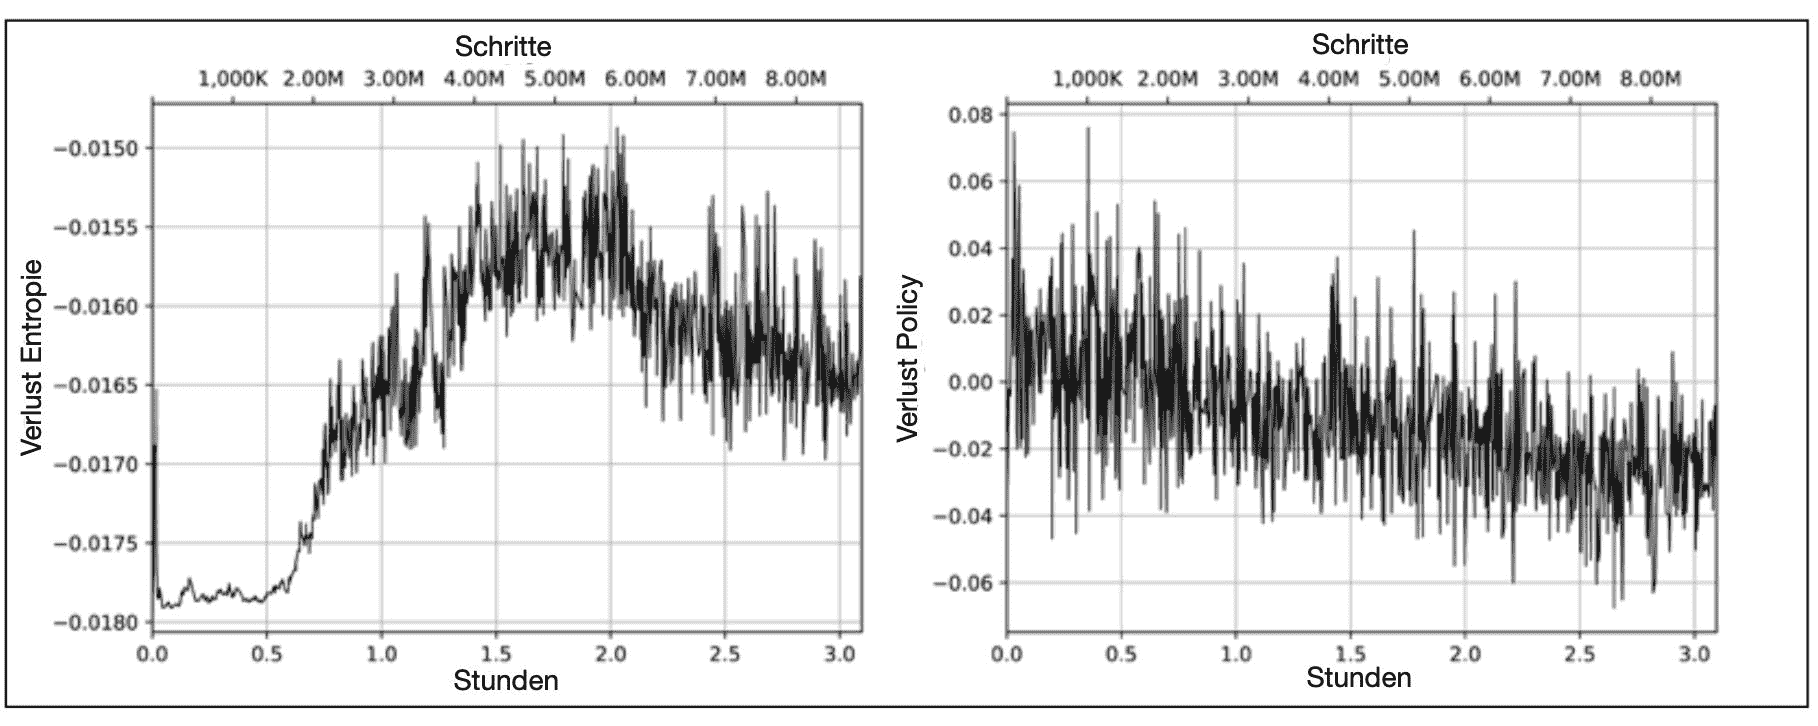 Schritte
1,000K 2.00M 3.00M 4.00M 5.00M 6.00M 7.00M 8.00M
Verlust Entropie
−0.0150
−0.0155
−0.0160
−0.0165
−0.0170
−0.0175
−0.0180
0.0 0.5 1.0 1.5 2.0 2.5 3.0
Stunden
Schritte
1,000K 2.00M 3.00M 4.00M 5.00M 6.00M 7.00M 8.00M
Verlust Policy
0.08
0.06
0.04
0.02
0.00
−0.02
−0.04
−0.06
0.0 0.5 1.0 1.5 2.0 2.5 3.0
Stunden